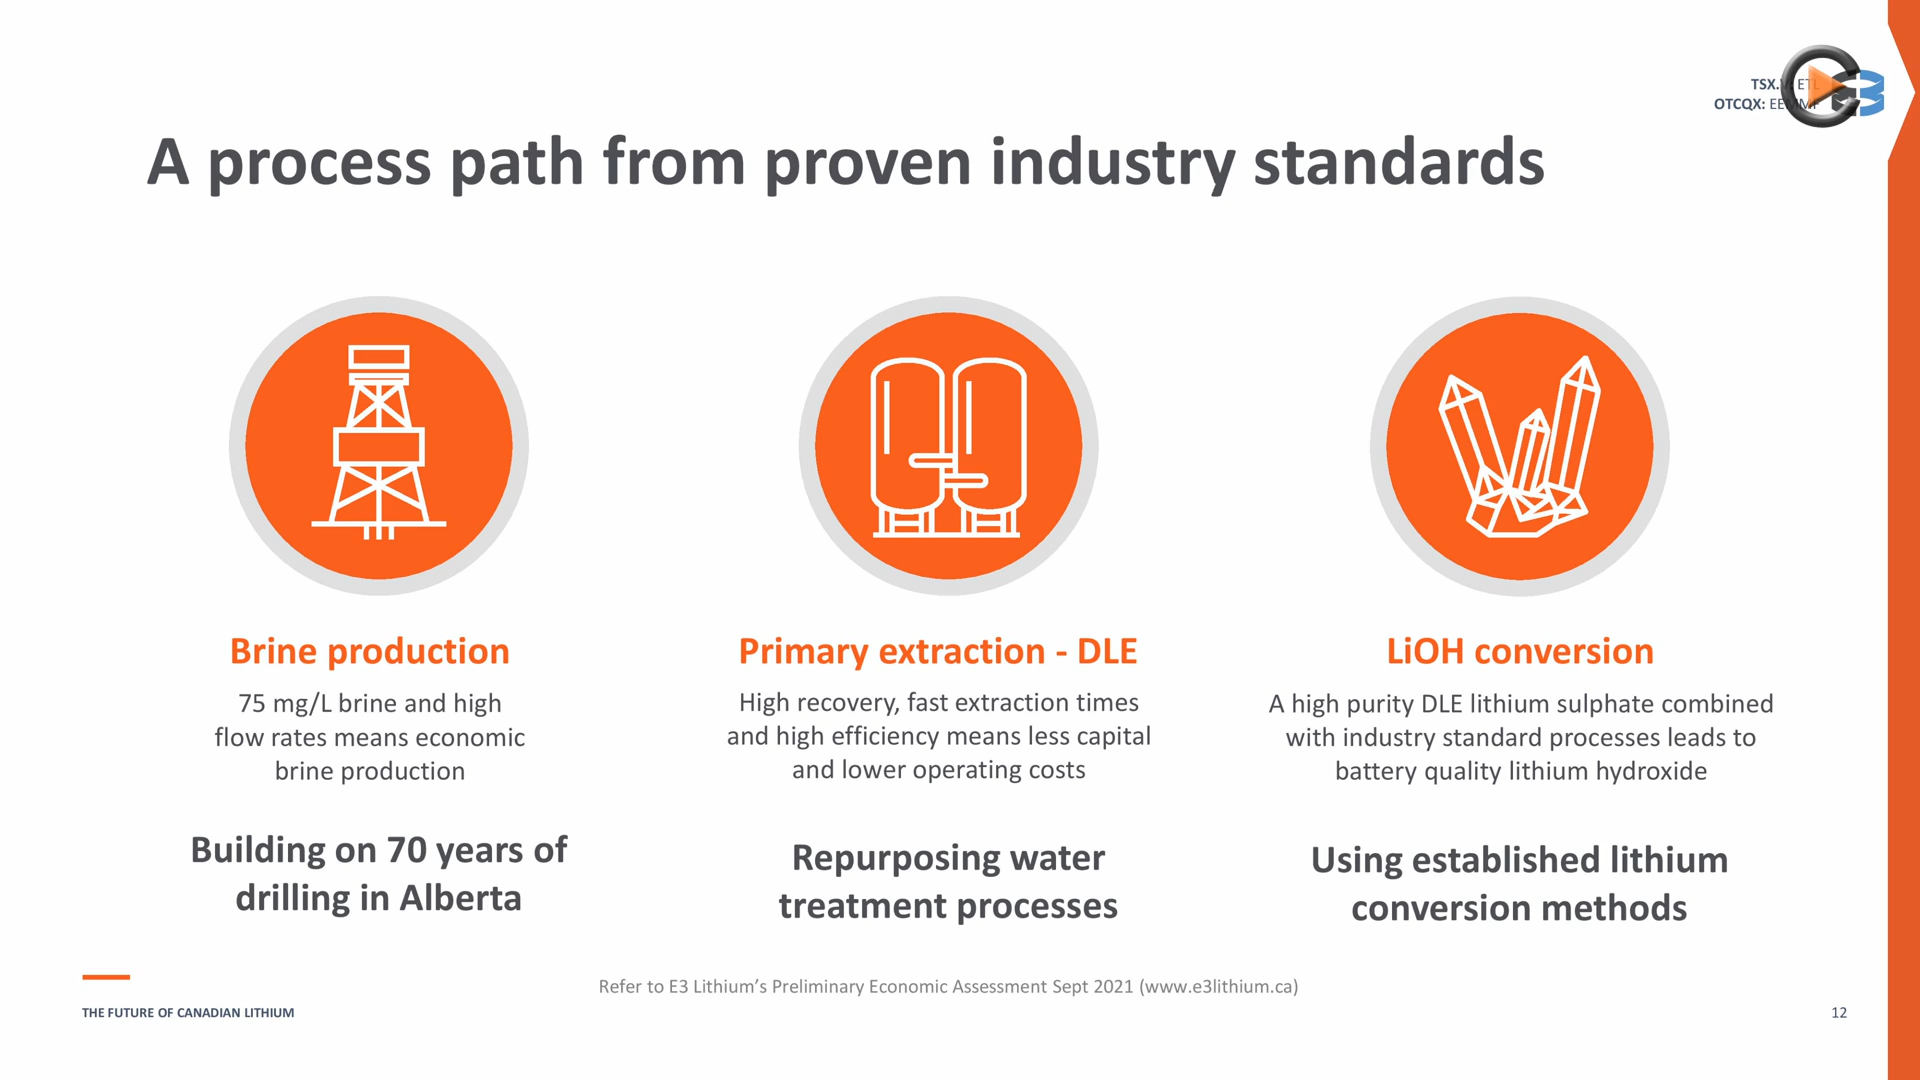 TSX.
OTCQX:
E3
A process path from proven industry standards
Brine production
75 mg/L brine and high
flow rates means economic
brine production
Building on 70 years of
drilling in Alberta
Primary extraction - DLE
High recovery, fast extraction times
and high efficiency means less capital
and lower operating costs
Repurposing water
treatment processes
LiOH conversion
A high purity DLE lithium sulphate combined
with industry standard processes leads to
battery quality lithium hydroxide
Using established lithium
conversion methods
Refer to E3 Lithium’s Preliminary Economic Assessment Sept 2021 (www.e3lithium.ca)
THE FUTURE OF CANADIAN LITHIUM
12